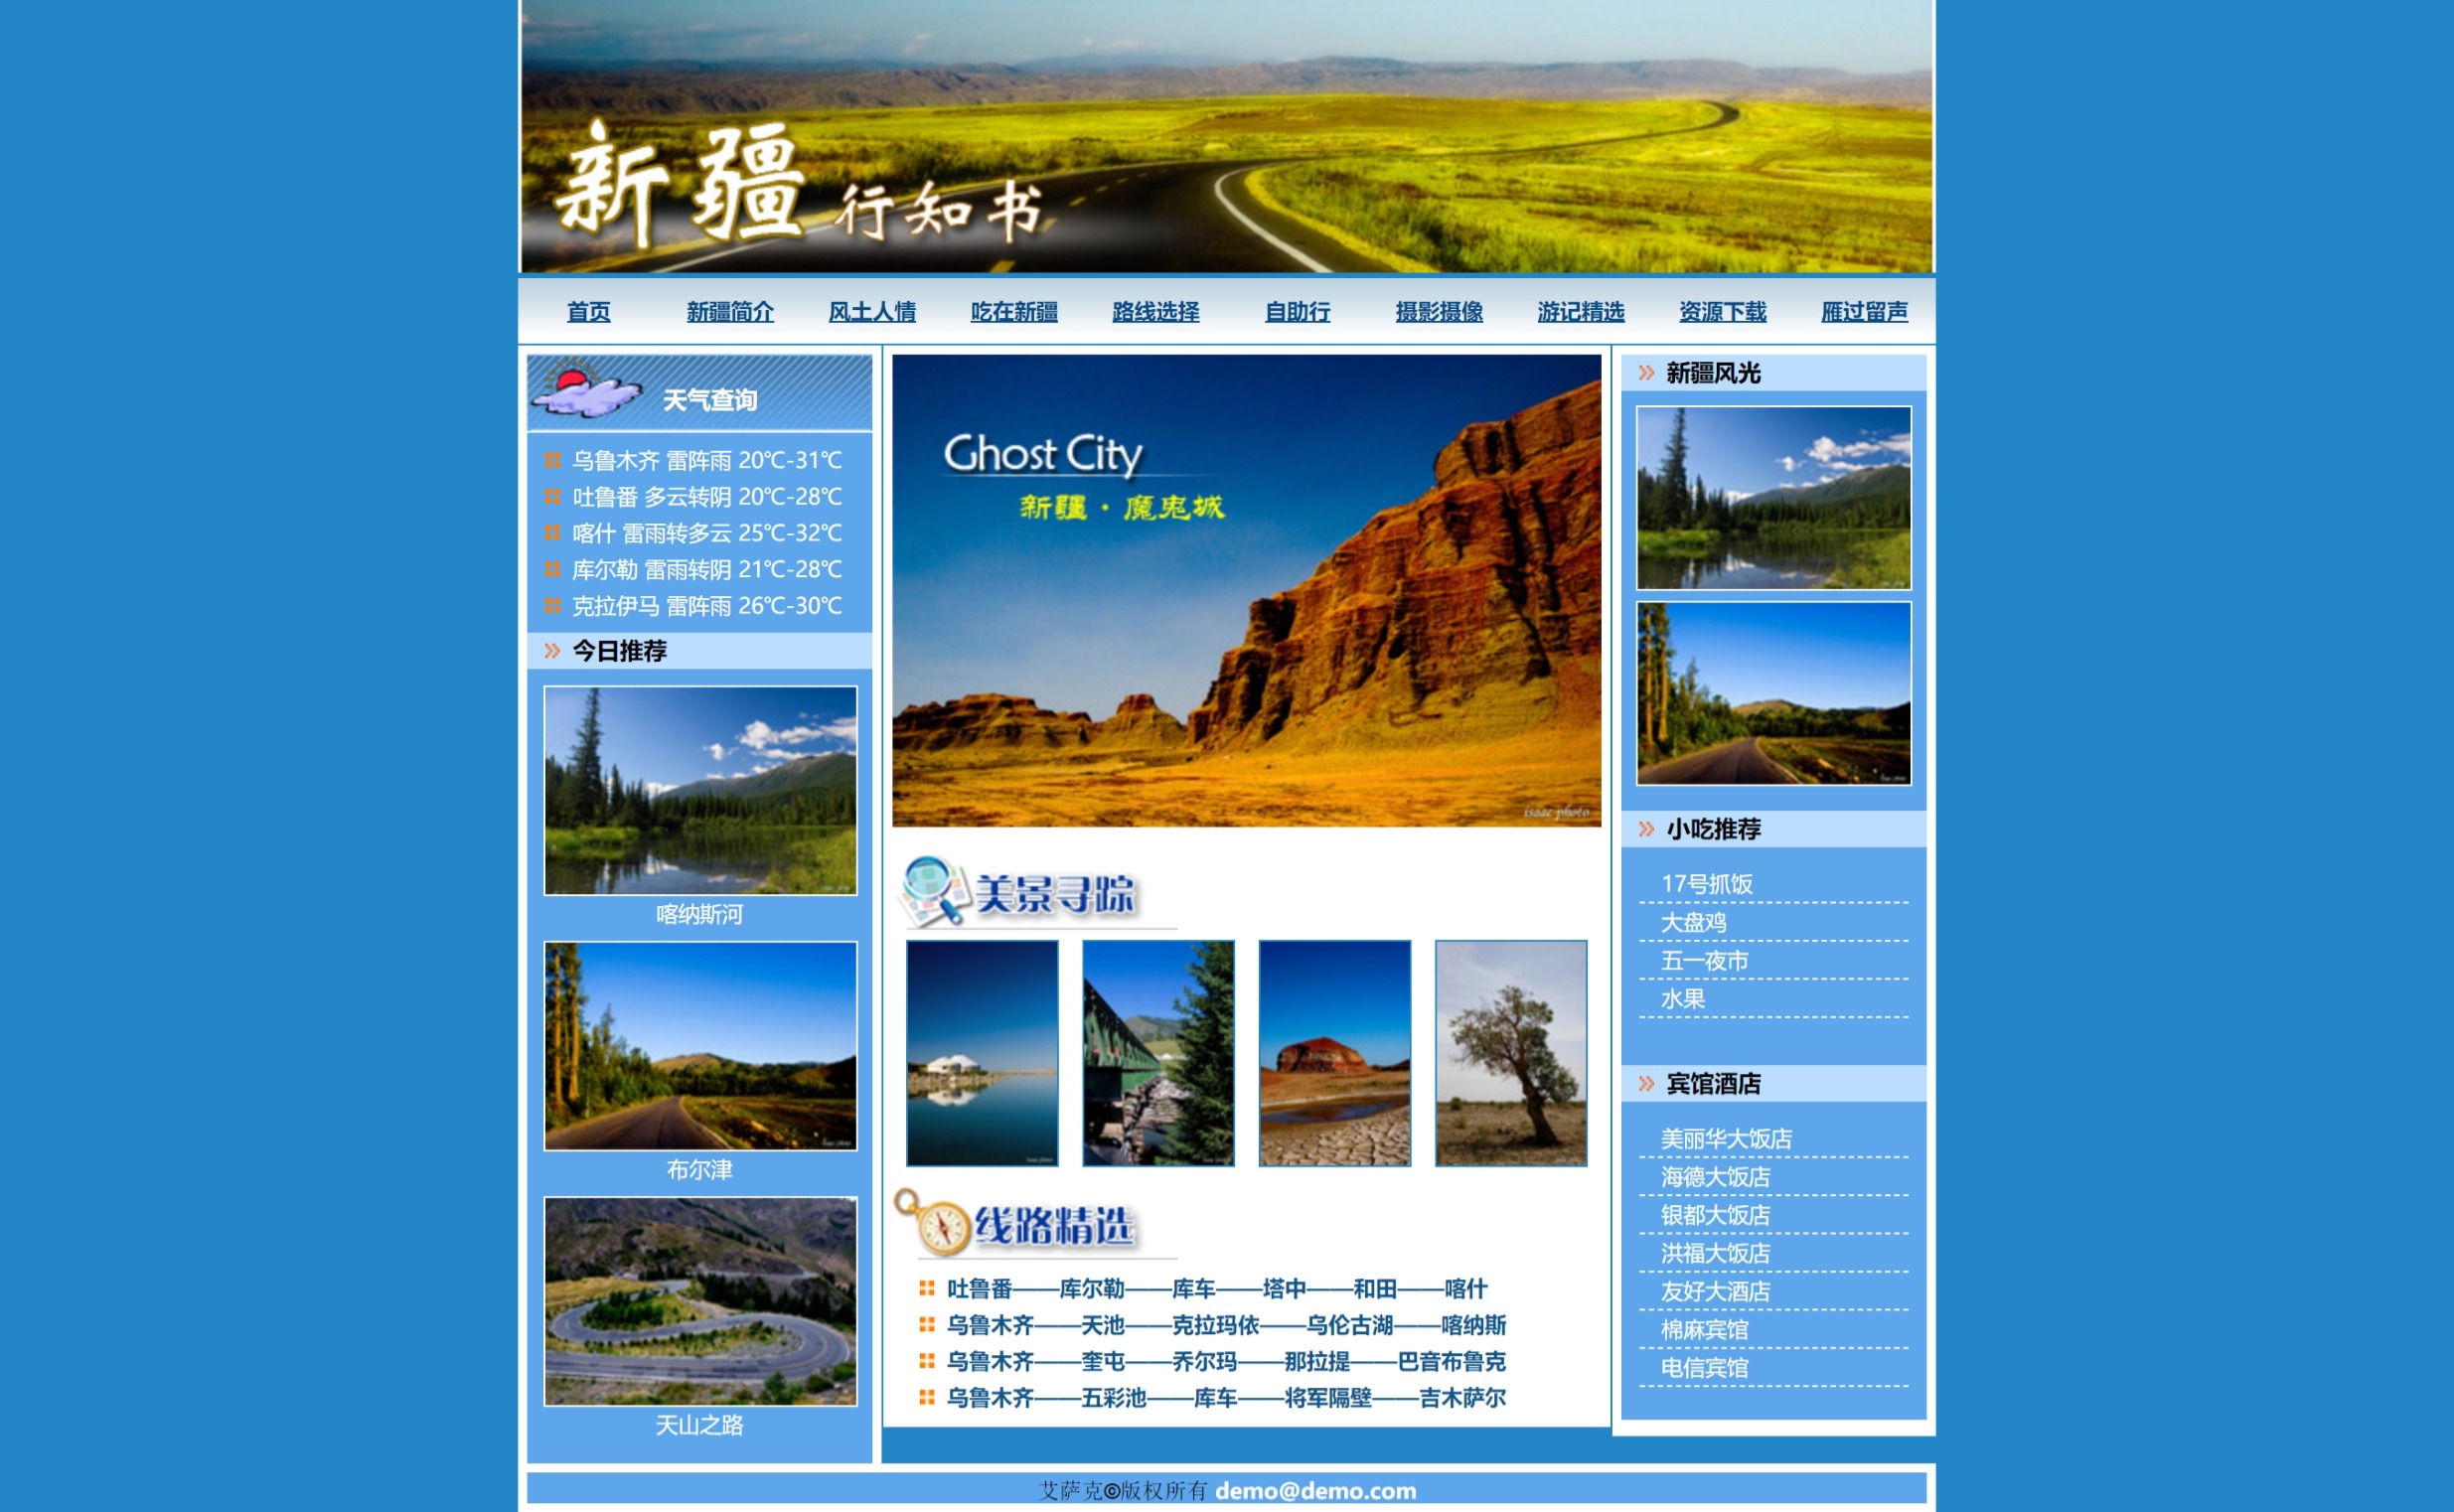 新疆 行知书
首页 新疆简介 风土人情 吃在新疆 路线选择 自助行 摄影摄像 游记精选 资源下载 雁过留声
天气查询
乌鲁木齐 雷阵雨 20℃-31℃
吐鲁番 多云转阴 20℃-28℃
喀什 雷雨转多云 25℃-32℃
库尔勒 雷雨转阴 21℃-28℃
克拉伊马 雷阵雨 26℃-30℃
今日推荐
喀纳斯河
布尔津
天山之路
Ghost City
新疆·魔鬼城
isaac photo
美景寻踪
线路精选
吐鲁番——库尔勒——库车——塔中——和田——喀什
乌鲁木齐——天池——克拉玛依——乌伦古湖——喀纳斯
乌鲁木齐——奎屯——乔尔玛——那拉提——巴音布鲁克
乌鲁木齐——五彩池——库车——将军隔壁——吉木萨尔
新疆风光
小吃推荐
17号抓饭
大盘鸡
五一夜市
水果
宾馆酒店
美丽华大饭店
海德大饭店
银都大饭店
洪福大饭店
友好大酒店
棉麻宾馆
电信宾馆
艾萨克©版权所有 demo@demo.com